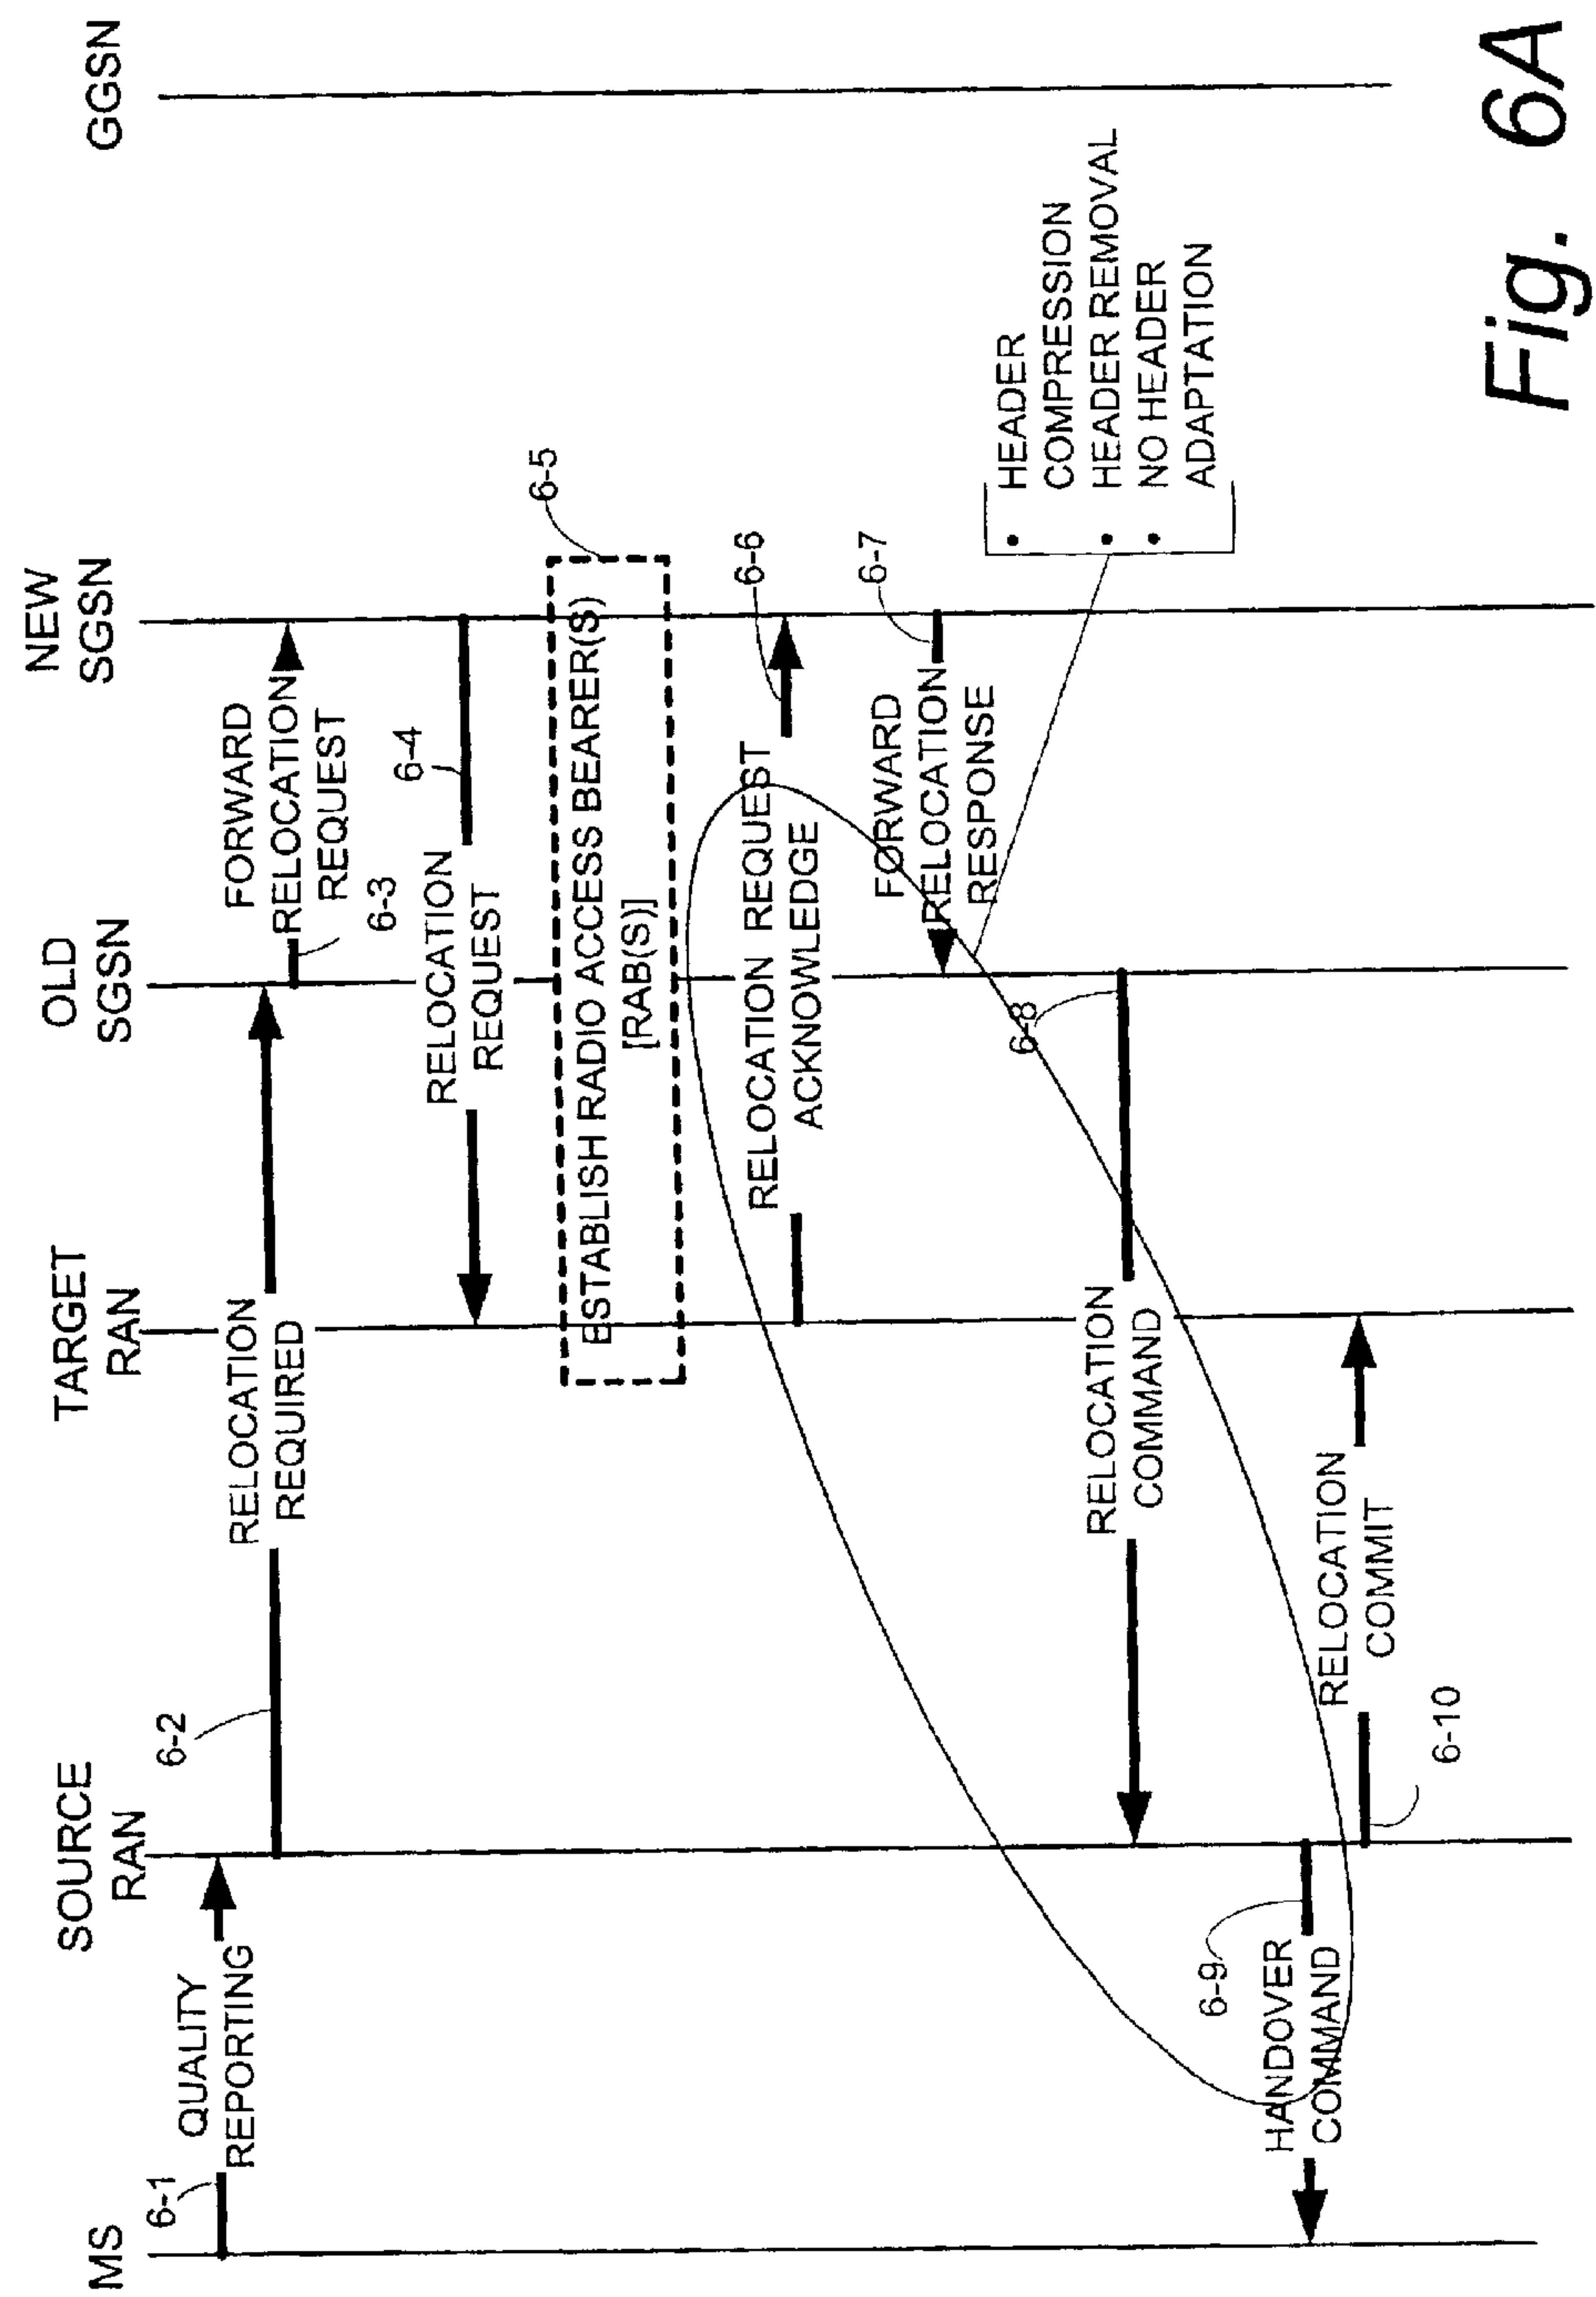 MS
SOURCE
RAN
TARGET
RAN
OLD
SGSN
NEW
SGSN
GGSN
6-1
QUALITY
REPORTING
6-2
RELOCATION
REQUIRED
FORWARD
RELOCATION
REQUEST
6-3
6-4
RELOCATION
REQUEST
6-5
ESTABLISH RADIO ACCESS BEARER(S)
[RAB(S)]
6-6
RELOCATION REQUEST
ACKNOWLEDGE
6-7
FORWARD
RELOCATION
RESPONSE
• HEADER
COMPRESSION
• HEADER REMOVAL
• NO HEADER
ADAPTATION
6-8
RELOCATION
COMMAND
6-9
HANDOVER
COMMAND
RELOCATION
COMMIT
6-10
Fig. 6A